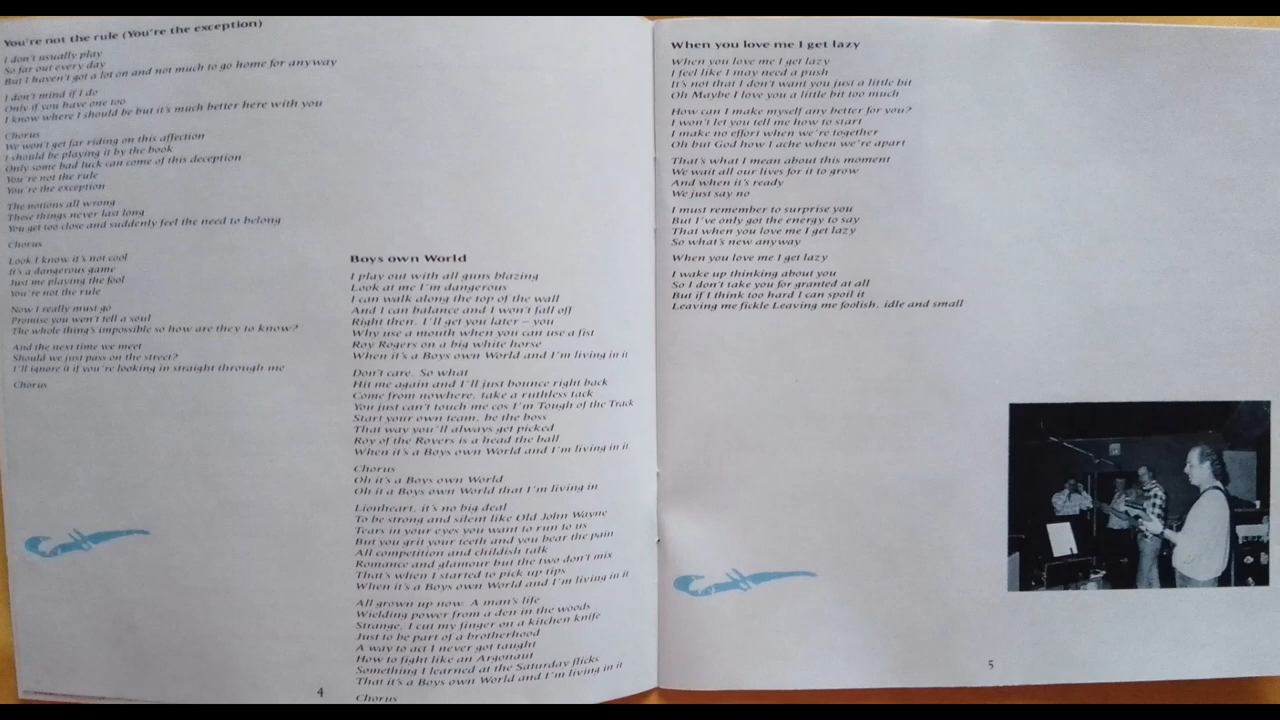 You're not the rule (You're the exception)
I don't usually play
So far out every day
But I haven't got a lot on and not much to go home for anyway
I don't mind if I do
Only if you have one too
I know where I should be but it's much better here with you
Chorus
We won't get far riding on this affection
I should be playing it by the book
Only some bad luck can come of this deception
You're not the rule
You're the exception
The notions all wrong
These things never last long
You get too close and suddenly feel the need to belong
Chorus
Look I know it's not cool
It's a dangerous game
Just me playing the fool
You're not the rule
Now I really must go
Promise you won't tell a soul
The whole thing's impossible so how are they to know?
And the next time we meet
Should we just pass on the street?
I'll ignore it if you're looking in straight through me
Chorus
Boys own World
I play out with all guns blazing
Look at me I'm dangerous
I can walk along the top of the wall
And I can balance and I won't fall off
Right then. I'll get you later – you
Why use a mouth when you can use a fist
Roy Rogers on a big white horse
When it's a Boys own World and I'm living in it
Don't care. So what
Hit me again and I'll just bounce right back
Come from nowhere, take a ruthless tack
You just can't touch me cos I'm Tough of the Track
Start your own team, be the boss
That way you'll always get picked
Roy of the Rovers is a head the ball
When it's a Boys own World and I'm living in it
Chorus
Oh it's a Boys own World
Oh it a Boys own World that I'm living in
Lionheart, it's no big deal
To be strong and silent like Old John Wayne
Tears in your eyes you want to run to us
But you grit your teeth and you bear the pain
All competition and childish talk
Romance and glamour but the two don't mix
That's when I started to pick up tips
When it's a Boys own World and I'm living in it
All grown up now. A man's life
Wielding power from a den in the woods
Strange, I cut my finger on a kitchen knife
Just to be part of a brotherhood
A way to act I never got taught
How to fight like an Argonaut
Something I learned at the Saturday flicks
That it's a Boys own World and I'm living in it
Chorus
4
When you love me I get lazy
When you love me I get lazy
I feel like I may need a push
It's not that I don't want you just a little bit
Oh Maybe I love you a little bit too much
How can I make myself any better for you?
I won't let you tell me how to start
I make no effort when we're together
Oh but God how I ache when we're apart
That's what I mean about this moment
We wait all our lives for it to grow
And when it's ready
We just say no
I must remember to surprise you
But I've only got the energy to say
That when you love me I get lazy
So what's new anyway
When you love me I get lazy
I wake up thinking about you
So I don't take you for granted at all
But if I think too hard I can spoil it
Leaving me fickle Leaving me foolish, idle and small
5